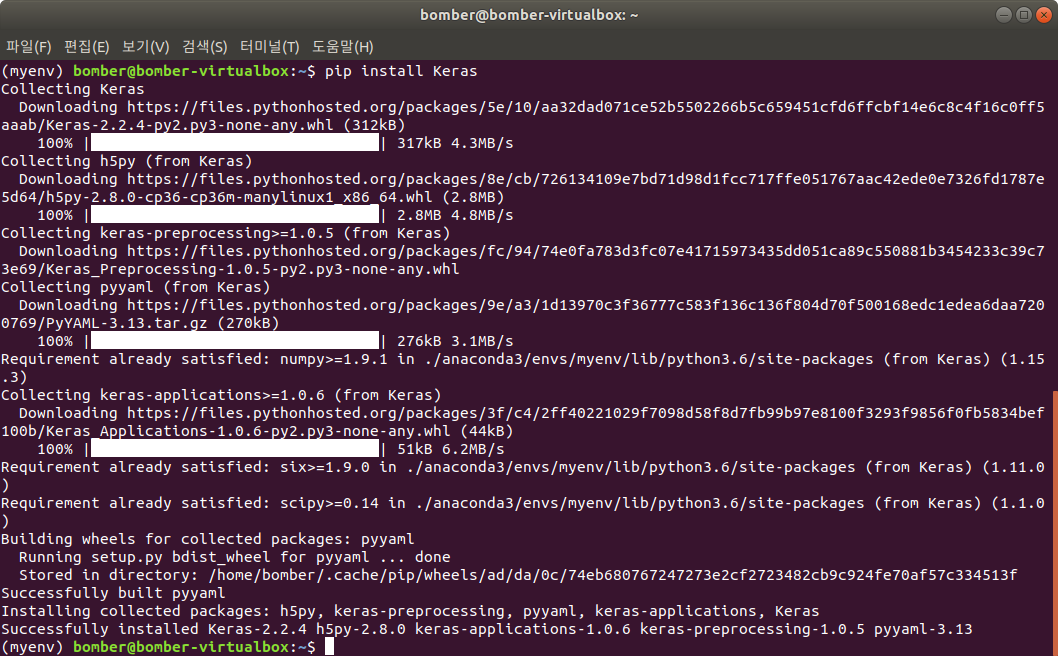 bomber@bomber-virtualbox: ~
파일(F) 편집(E) 보기(V) 검색(S) 터미널(T) 도움말(H)
(myenv) bomber@bomber-virtualbox:~$ pip install Keras
Collecting Keras
  Downloading https://files.pythonhosted.org/packages/5e/10/aa32dad071ce52b5502266b5c659451cfd6ffcbf14e6c8c4f16c0ff5
aaab/Keras-2.2.4-py2.py3-none-any.whl (312kB)
    100% || 317kB 4.3MB/s
Collecting h5py (from Keras)
  Downloading https://files.pythonhosted.org/packages/8e/cb/726134109e7bd71d98d1fcc717ffe051767aac42ede0e7326fd1787e
5d64/h5py-2.8.0-cp36-cp36m-manylinux1_x86_64.whl (2.8MB)
    100% || 2.8MB 4.8MB/s
Collecting keras-preprocessing>=1.0.5 (from Keras)
  Downloading https://files.pythonhosted.org/packages/fc/94/74e0fa783d3fc07e41715973435dd051ca89c550881b3454233c39c7
3e69/Keras_Preprocessing-1.0.5-py2.py3-none-any.whl
Collecting pyyaml (from Keras)
  Downloading https://files.pythonhosted.org/packages/9e/a3/1d13970c3f36777c583f136c136f804d70f500168edc1edea6daa720
0769/PyYAML-3.13.tar.gz (270kB)
    100% || 276kB 3.1MB/s
Requirement already satisfied: numpy>=1.9.1 in ./anaconda3/envs/myenv/lib/python3.6/site-packages (from Keras) (1.15
.3)
Collecting keras-applications>=1.0.6 (from Keras)
  Downloading https://files.pythonhosted.org/packages/3f/c4/2ff40221029f7098d58f8d7fb99b97e8100f3293f9856f0fb5834bef
100b/Keras_Applications-1.0.6-py2.py3-none-any.whl (44kB)
    100% || 51kB 6.2MB/s
Requirement already satisfied: six>=1.9.0 in ./anaconda3/envs/myenv/lib/python3.6/site-packages (from Keras) (1.11.0
)
Requirement already satisfied: scipy>=0.14 in ./anaconda3/envs/myenv/lib/python3.6/site-packages (from Keras) (1.1.0
)
Building wheels for collected packages: pyyaml
  Running setup.py bdist_wheel for pyyaml ... done
  Stored in directory: /home/bomber/.cache/pip/wheels/ad/da/0c/74eb680767247273e2cf2723482cb9c924fe70af57c334513f
Successfully built pyyaml
Installing collected packages: h5py, keras-preprocessing, pyyaml, keras-applications, Keras
Successfully installed Keras-2.2.4 h5py-2.8.0 keras-applications-1.0.6 keras-preprocessing-1.0.5 pyyaml-3.13
(myenv) bomber@bomber-virtualbox:~$